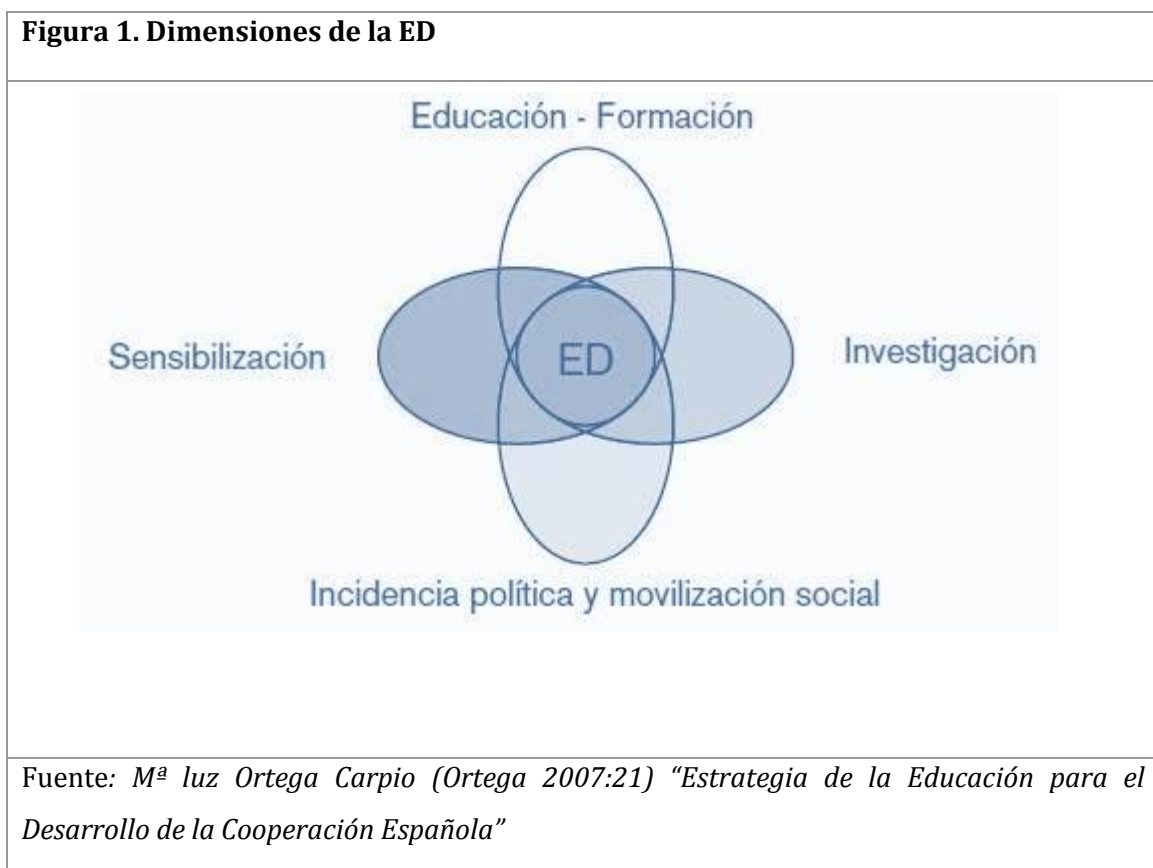 Figura 1. Dimensiones de la ED
Educación - Formación
Sensibilización
ED
Investigación
Incidencia política y movilización social
Fuente: Mª luz Ortega Carpio (Ortega 2007:21) “Estrategia de la Educación para el
Desarrollo de la Cooperación Española”